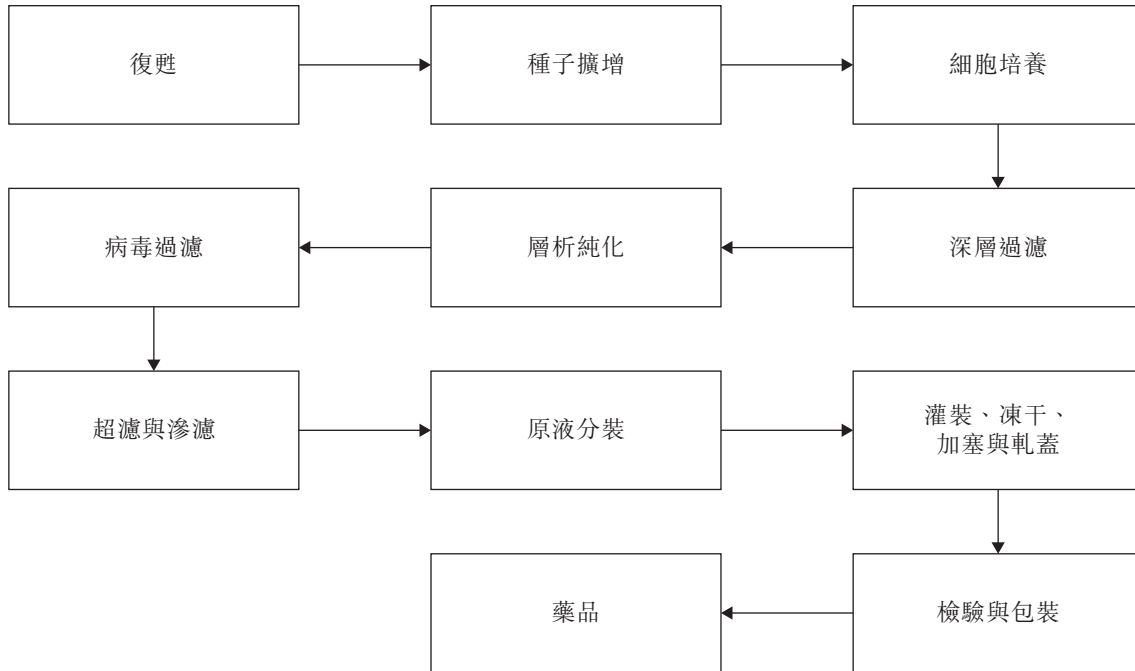 復甦
種子擴增
細胞培養
深層過濾
層析純化
病毒過濾
超濾與滲濾
原液分裝
灌裝、凍干、
加塞與軋蓋
檢驗與包裝
藥品